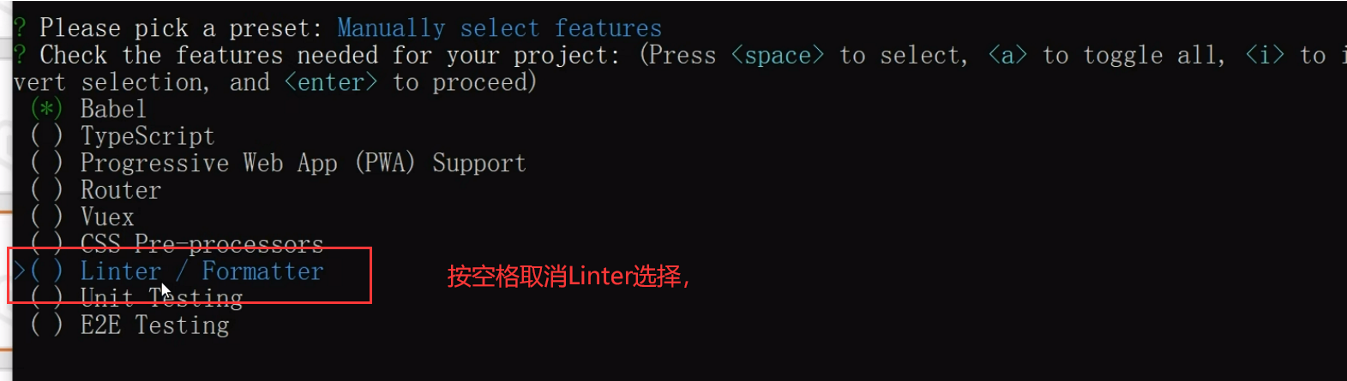 ? Please pick a preset: Manually select features
? Check the features needed for your project: (Press <space> to select, <a> to toggle all, <i> to i
vert selection, and <enter> to proceed)
(*) Babel
( ) TypeScript
( ) Progressive Web App (PWA) Support
( ) Router
( ) Vuex
( ) CSS Pre-processors
>( ) Linter / Formatter
按空格取消Linter选择，
( ) Unit Testing
( ) E2E Testing